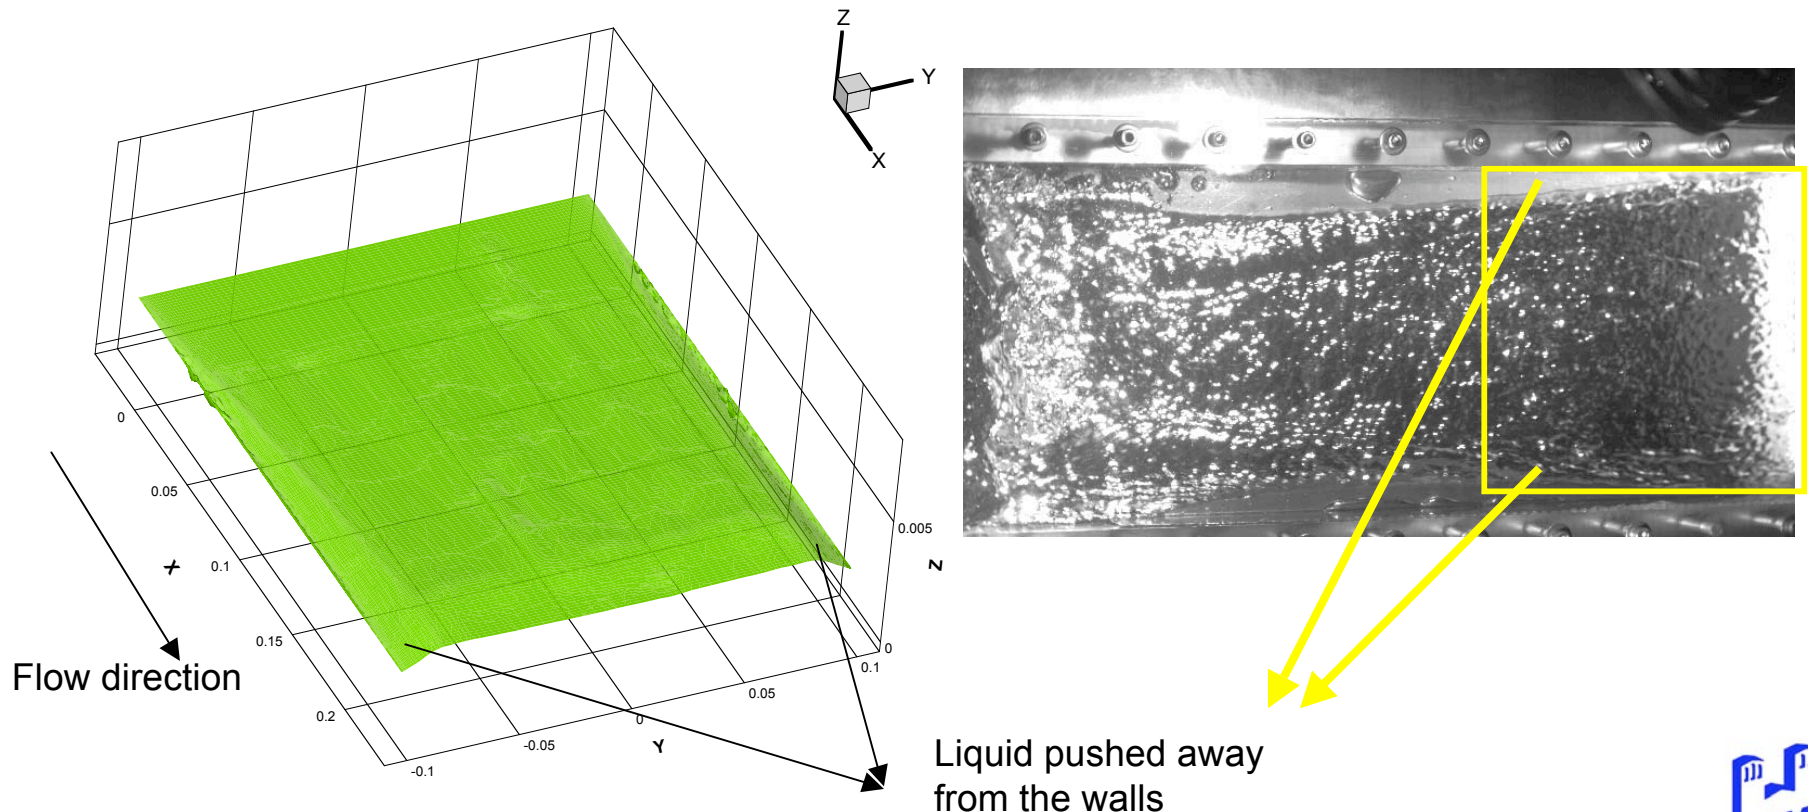 Z
Y
X
0
0.05
0.1
0.15
0.2
X
-0.1
-0.05
0
0.05
0.1
Y
0
0.005
Z
Flow direction
Liquid pushed away
from the walls